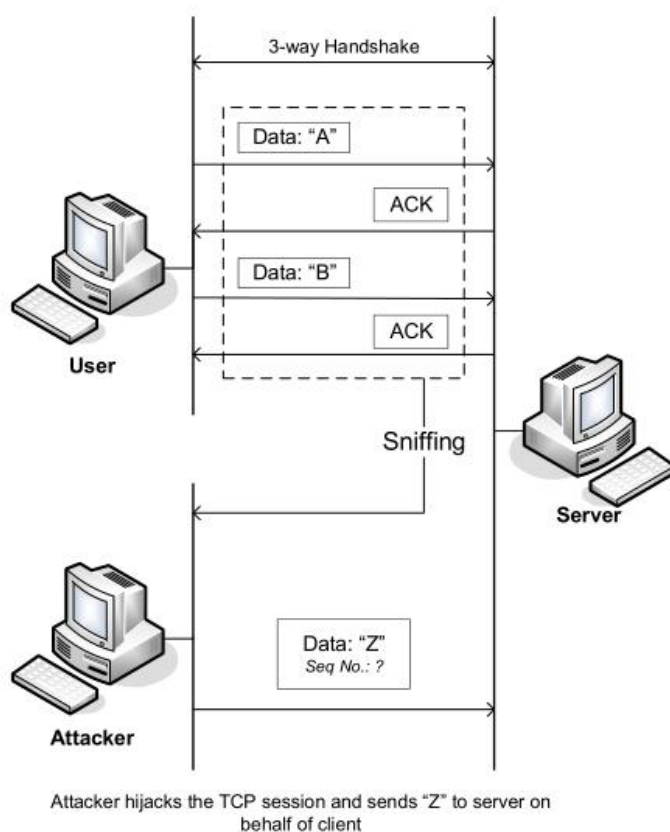 3-way Handshake
Data: “A”
ACK
Data: “B”
ACK
User
Sniffing
Server
Data: “Z”
Seq No.: ?
Attacker
Attacker hijacks the TCP session and sends “Z” to server on
behalf of client